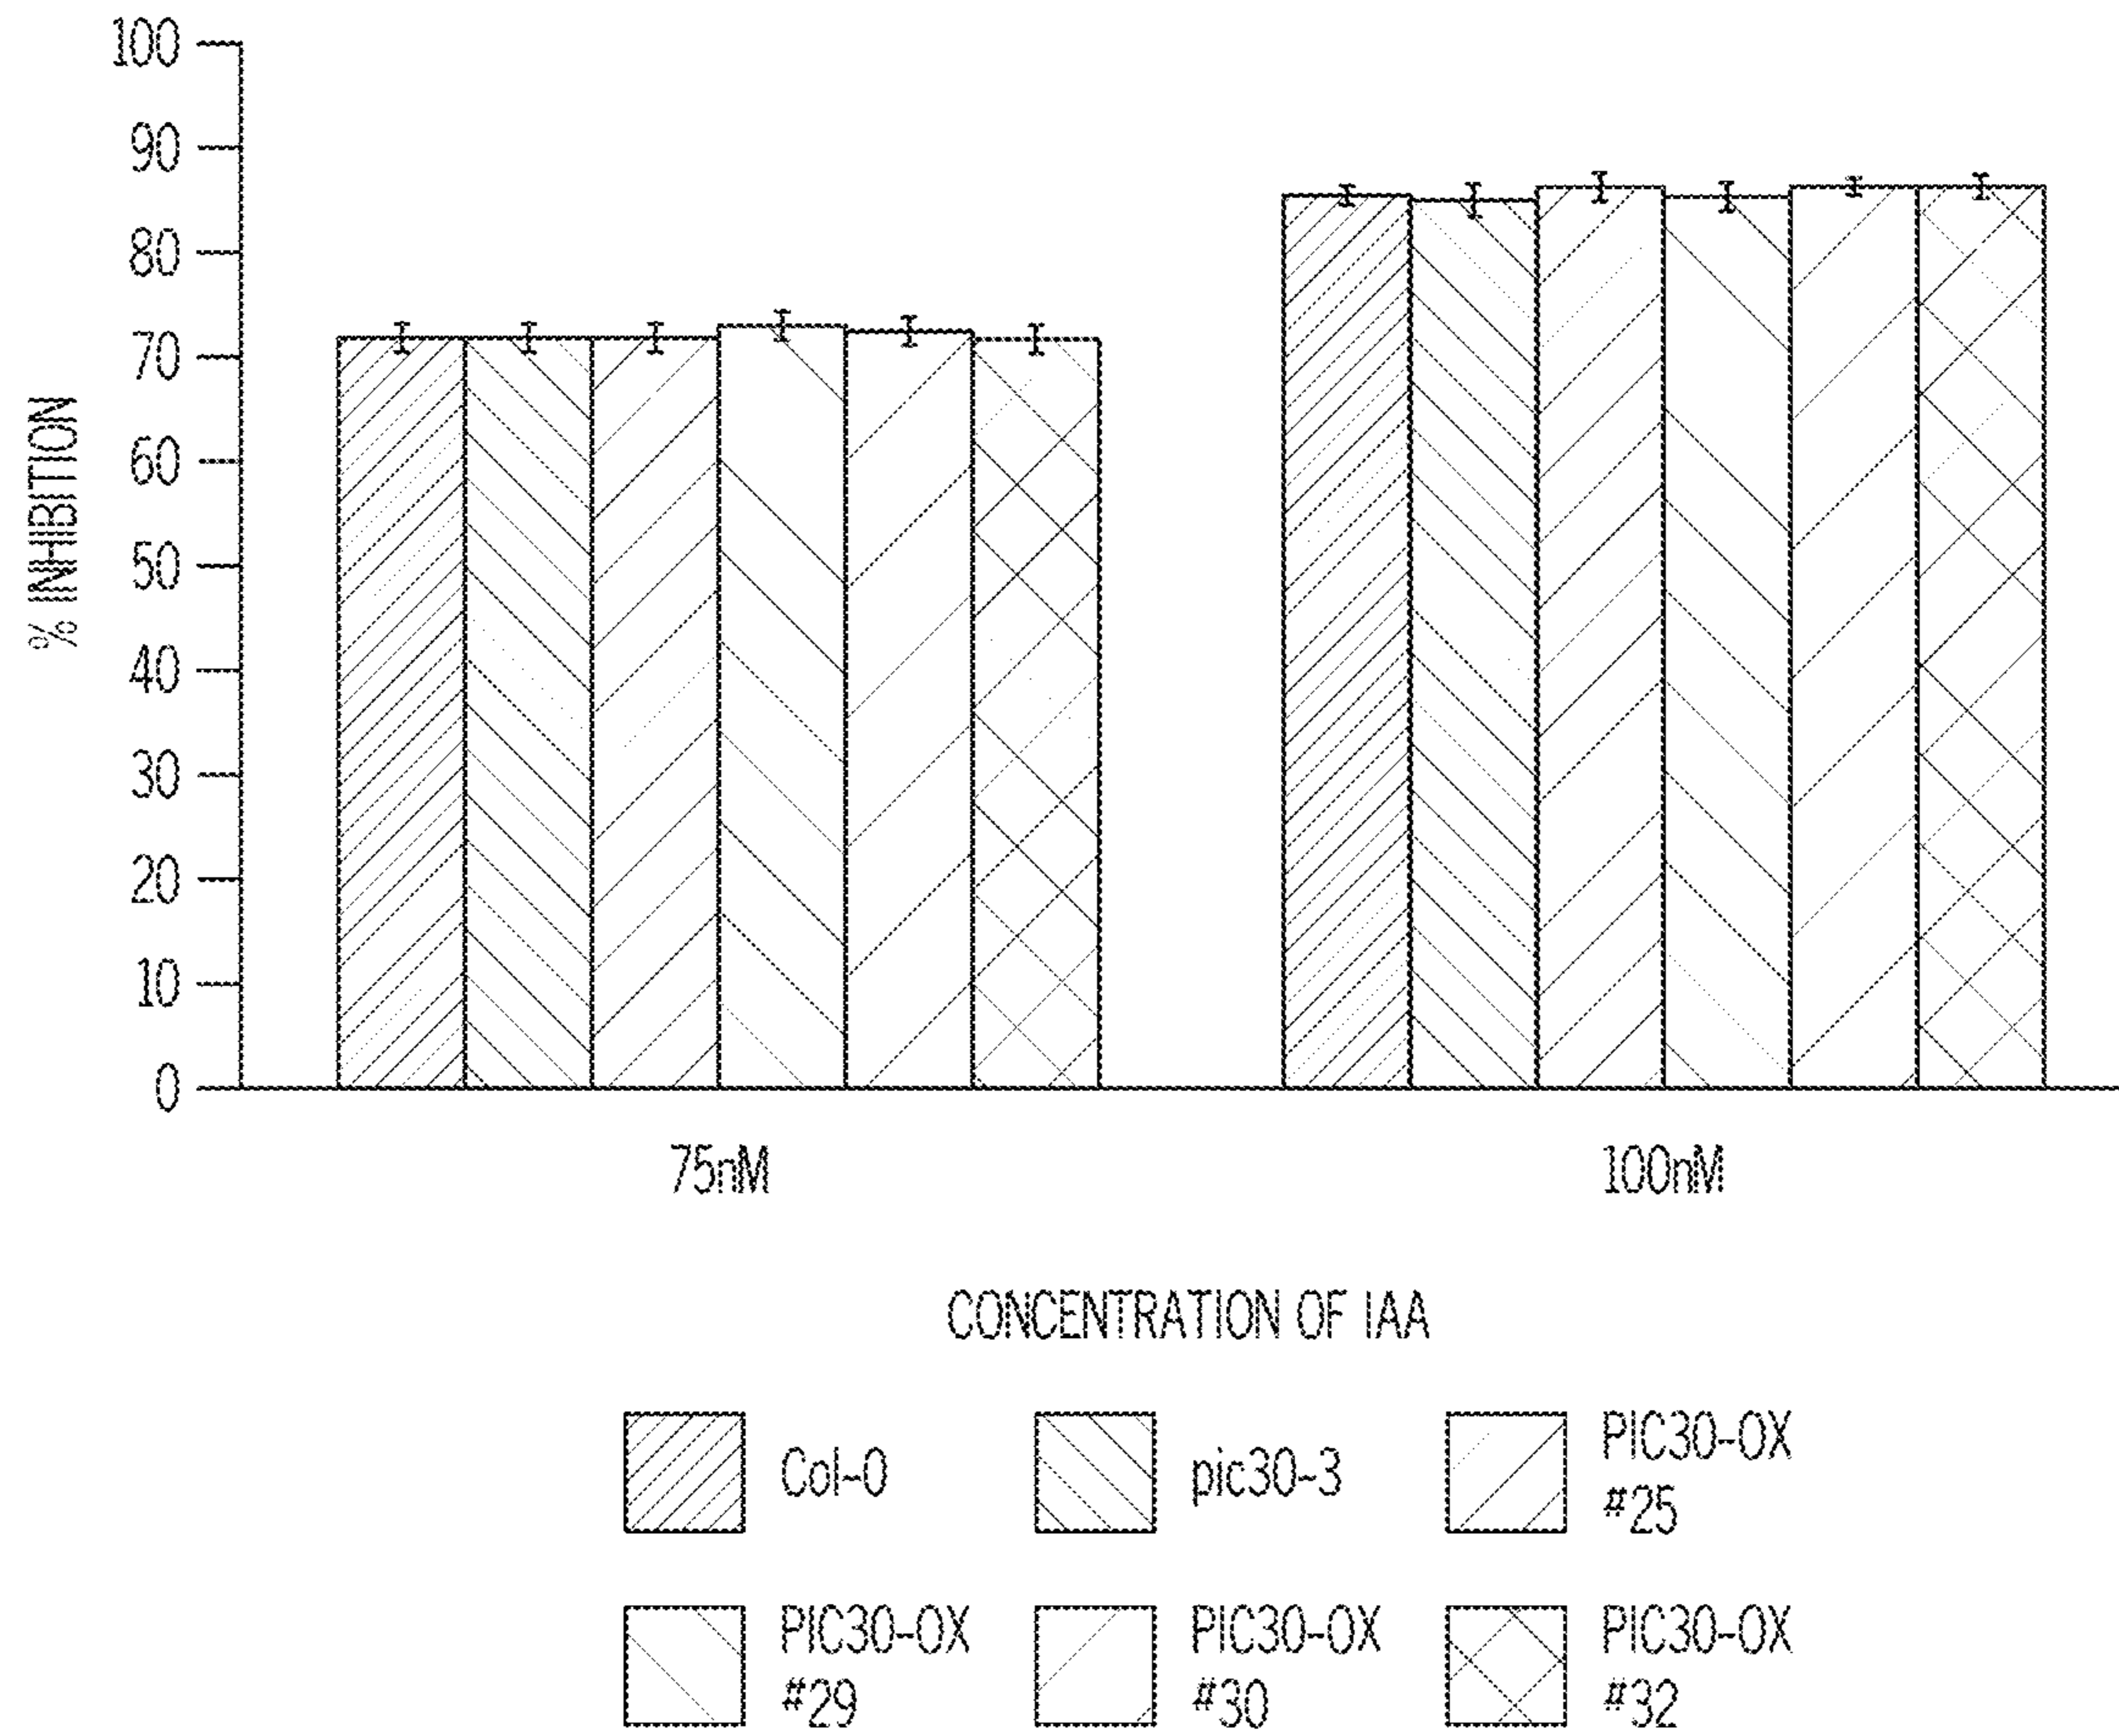 100
90
80
70
60
50
40
30
20
10
0
% INHIBITION
75nM
100nM
CONCENTRATION OF IAA
Col-0
pic30-3
PIC30-OX
#25
PIC30-OX
#29
PIC30-OX
#30
PIC30-OX
#32